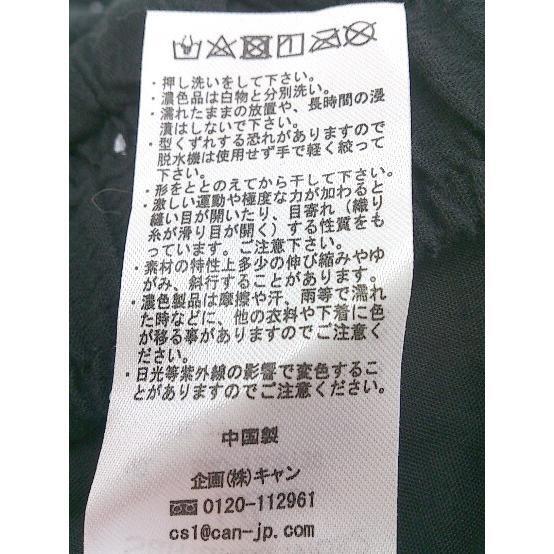 ・押し洗いをして下さい。
・濃色品は白物と分別洗い。
・濡れたままの放置や、長時間の浸
漬はしないで下さい。
・型くずれする恐れがありますので
脱水機は使用せず手で軽く絞って
下さい。
・形をととのえてから干して下さい。
・激しい運動や極度な力が加わると
縫い目が開いたり、目寄れ（織り
糸が滑り目が開く）する性質をも
っています。ご注意下さい。
・素材の特性上多少の伸び縮みやゆ
がみ、斜行することがあります。
・濃色製品は摩擦や汗、雨等で濡れ
た時などに、他の衣料や下着に色
が移る事がありますのでご注意く
ださい。
・日光等紫外線の影響で変色するこ
とがありますのでご注意ください。
中国製
企画(株)キャン
0120-112961
cs1@can-jp.com